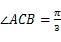 ∠ACB = π/3